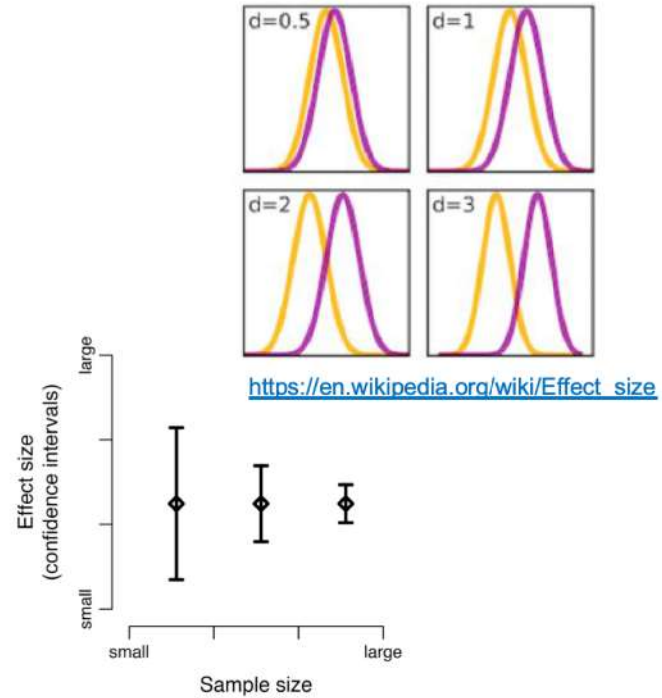 d=0.5
d=1
d=2
d=3
https://en.wikipedia.org/wiki/Effect_size
large
small
Effect size
(confidence intervals)
small
large
Sample size